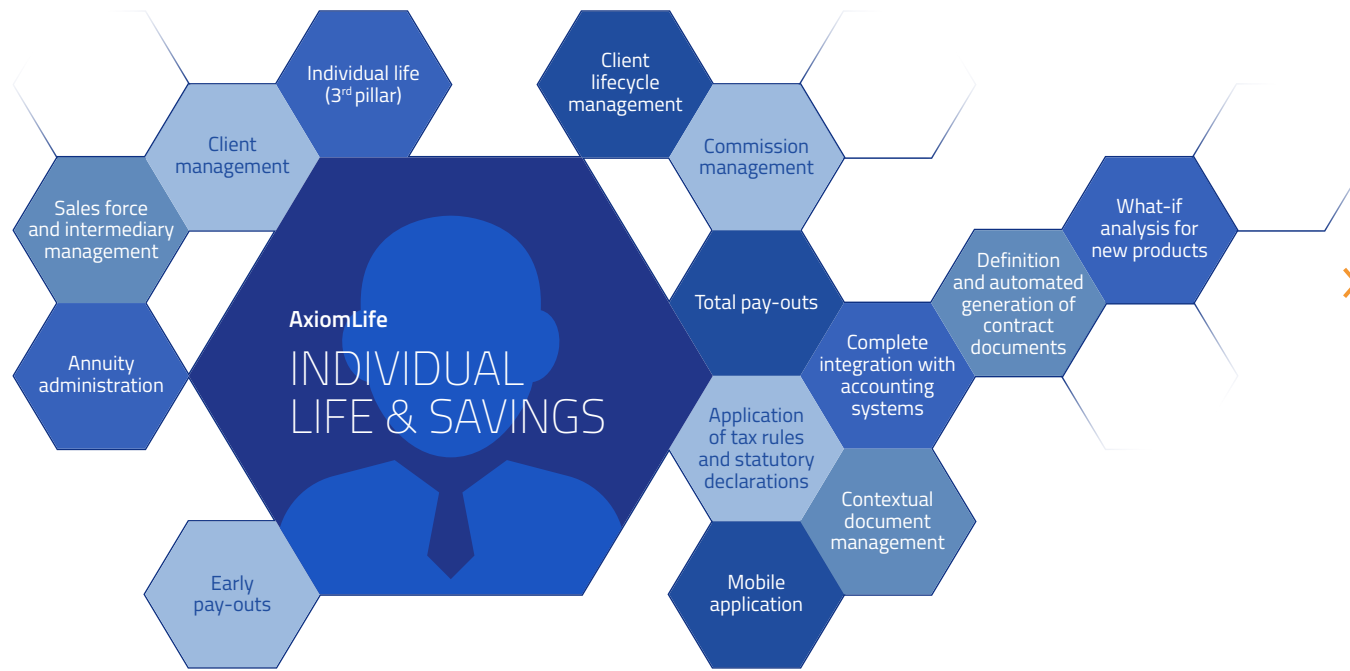 Individual life
(3rd pillar)
Client
management
Sales force
and intermediary
management
Annuity
administration
Early
pay-outs
AxiomLife
INDIVIDUAL
LIFE & SAVINGS
Client
lifecycle
management
Commission
management
Total pay-outs
Complete
integration with
accounting
systems
Definition
and automated
generation of
contract
documents
What-if
analysis for
new products
Application
of tax rules
and statutory
declarations
Contextual
document
management
Mobile
application